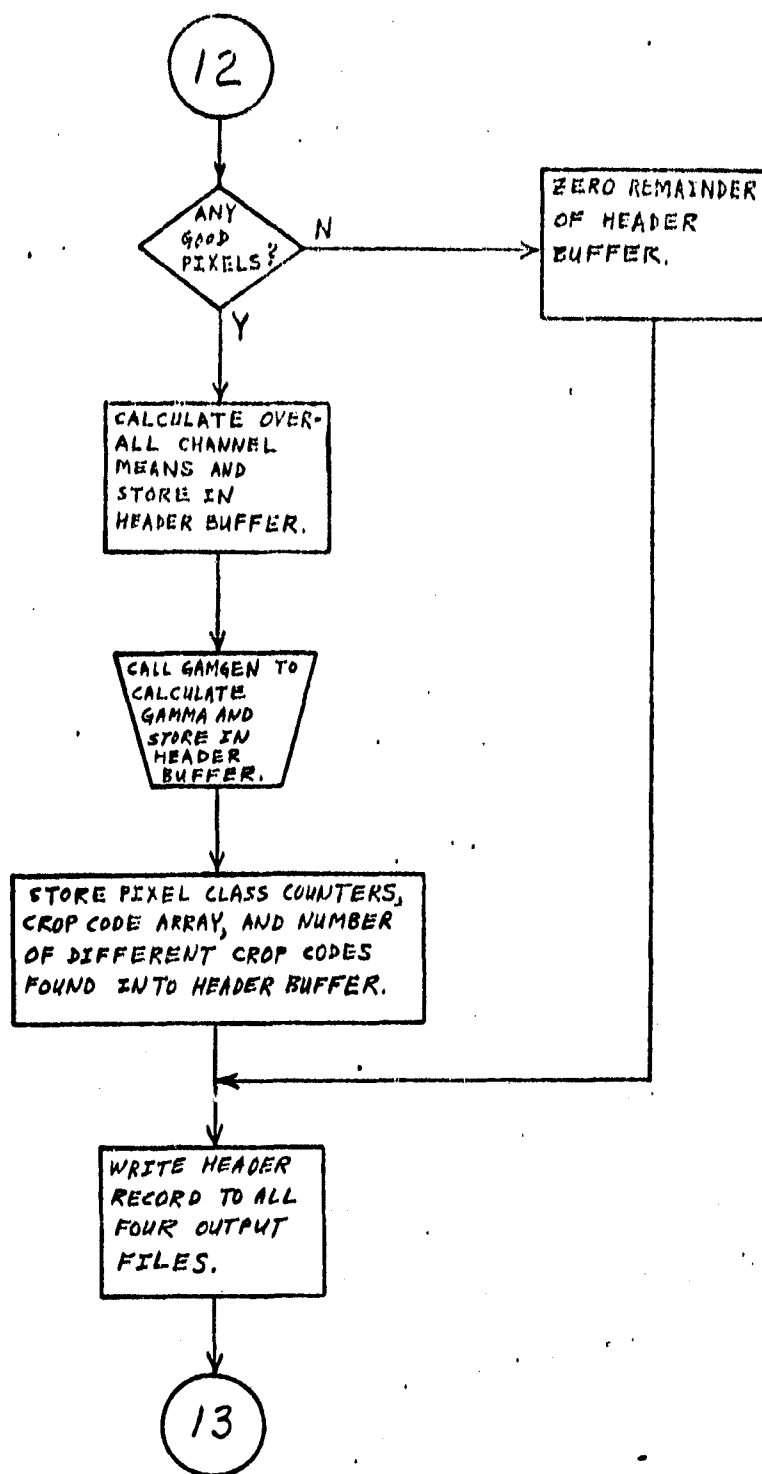 12
ANY
GOOD
PIXELS?
N
Y
ZERO REMAINDER
OF HEADER
BUFFER.
CALCULATE OVER-
ALL CHANNEL
MEANS AND
STORE IN
HEADER BUFFER.
CALL GAMGEN TO
CALCULATE
GAMMA AND
STORE IN
HEADER
BUFFER.
STORE PIXEL CLASS COUNTERS,
CROP CODE ARRAY, AND NUMBER
OF DIFFERENT CROP CODES
FOUND INTO HEADER BUFFER.
WRITE HEADER
RECORD TO ALL
FOUR OUTPUT
FILES.
13